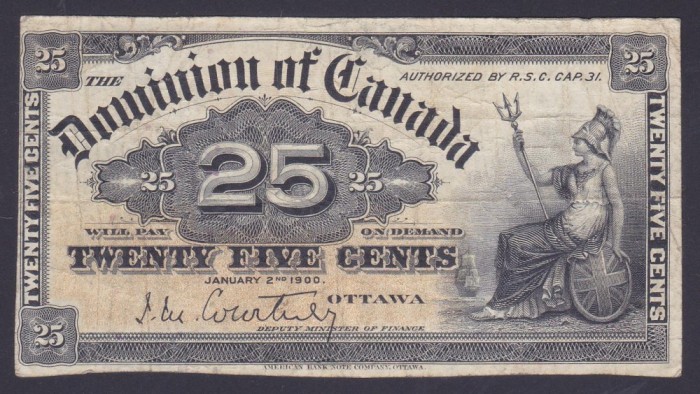 25 25
THE Dominion of Canada
AUTHORIZED BY R.S.C. CAP. 31.
TWENTY FIVE CENTS
25 25 25
TWENTY FIVE CENTS
WILL PAY ON DEMAND
TWENTY FIVE CENTS
JANUARY 2ND 1900.
OTTAWA
J. M. Courtney
DEPUTY MINISTER OF FINANCE
25 25
AMERICAN BANK NOTE COMPANY, OTTAWA.